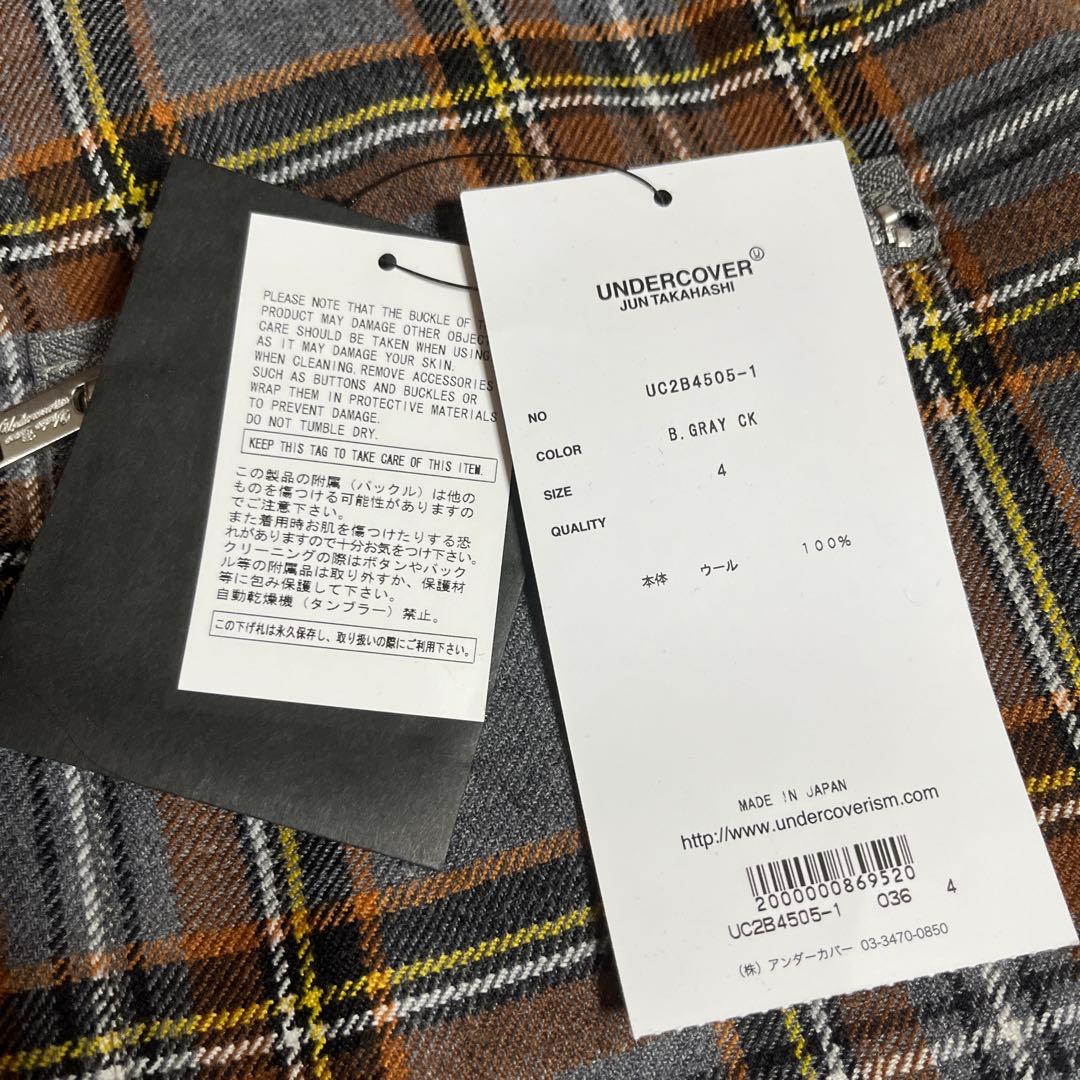 PLEASE NOTE THAT THE BUCKLE OF
PRODUCT MAY DAMAGE OTHER
CARE SHOULD BE TAKEN WHEN USING
AS IT MAY DAMAGE YOUR SKIN.
WHEN CLEANING, REMOVE ACCESSORIES
SUCH AS BUTTONS AND BUCKLES OR
WRAP THEM IN PROTECTIVE MATERIALS
TO PREVENT DAMAGE.
DO NOT TUMBLE DRY.
KEEP THIS TAG TO TAKE CARE OF THIS ITEM.
この製品の附属（バックル）は他の
ものを傷つける可能性がありますの
でご注意下さい。
また着用時お肌を傷つけたりする恐
れがありますので十分お気をつけ下さい。
クリーニングの際はボタンやバック
ル等の附属品は取り外すか、保護材
等に包み保護して下さい。
自動乾燥機（タンブラー）禁止。
この下げ札は永久保存し、取り扱いの際にご利用下さい。
UNDERCOVER
JUN TAKAHASHI
NO UC2B4505-1
COLOR B.GRAY CK
SIZE 4
QUALITY
本体 ウール 100%
MADE IN JAPAN
http://www.undercoverism.com
2000000869520
UC2B4505-1 036 4
（株）アンダーカバー 03-3470-0850